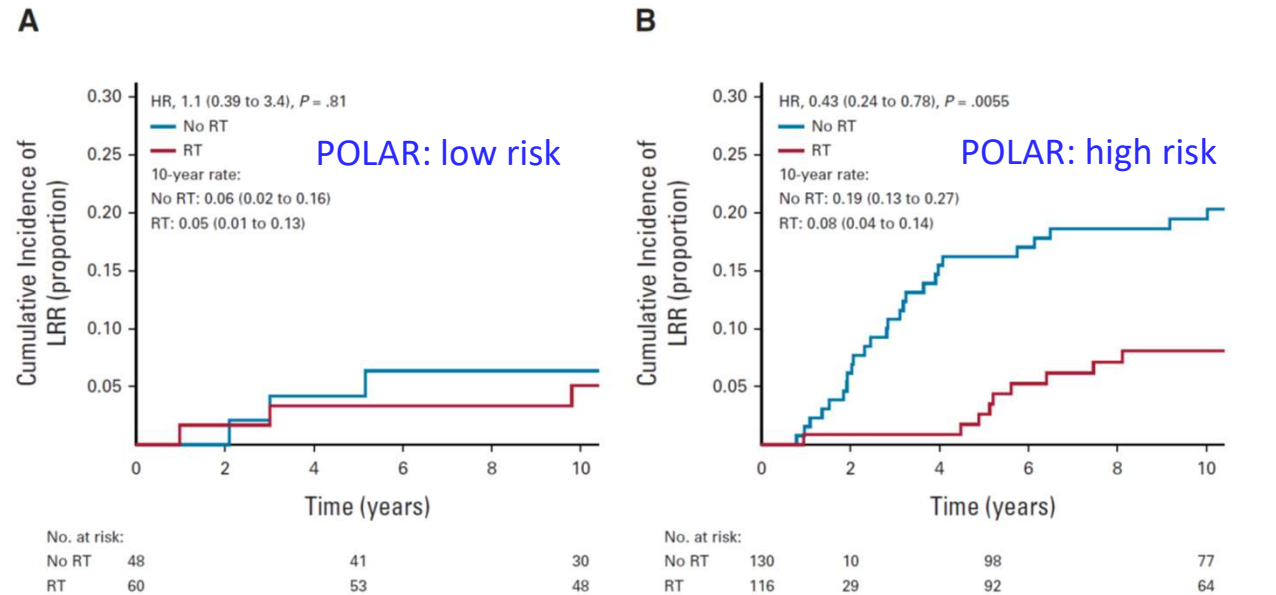 A
Cumulative Incidence of
LRR (proportion)
0.30
0.25
0.20
0.15
0.10
0.05
HR, 1.1 (0.39 to 3.4), P = .81
No RT
RT
10-year rate:
No RT: 0.06 (0.02 to 0.16)
RT: 0.05 (0.01 to 0.13)
POLAR: low risk
0 2 4 6 8 10
Time (years)
No. at risk:
No RT 48 41 30
RT 60 53 48
B
Cumulative Incidence of
LRR (proportion)
0.30
0.25
0.20
0.15
0.10
0.05
HR, 0.43 (0.24 to 0.78), P = .0055
No RT
RT
10-year rate:
No RT: 0.19 (0.13 to 0.27)
RT: 0.08 (0.04 to 0.14)
POLAR: high risk
0 2 4 6 8 10
Time (years)
No. at risk:
No RT 130 10 98 77
RT 116 29 92 64